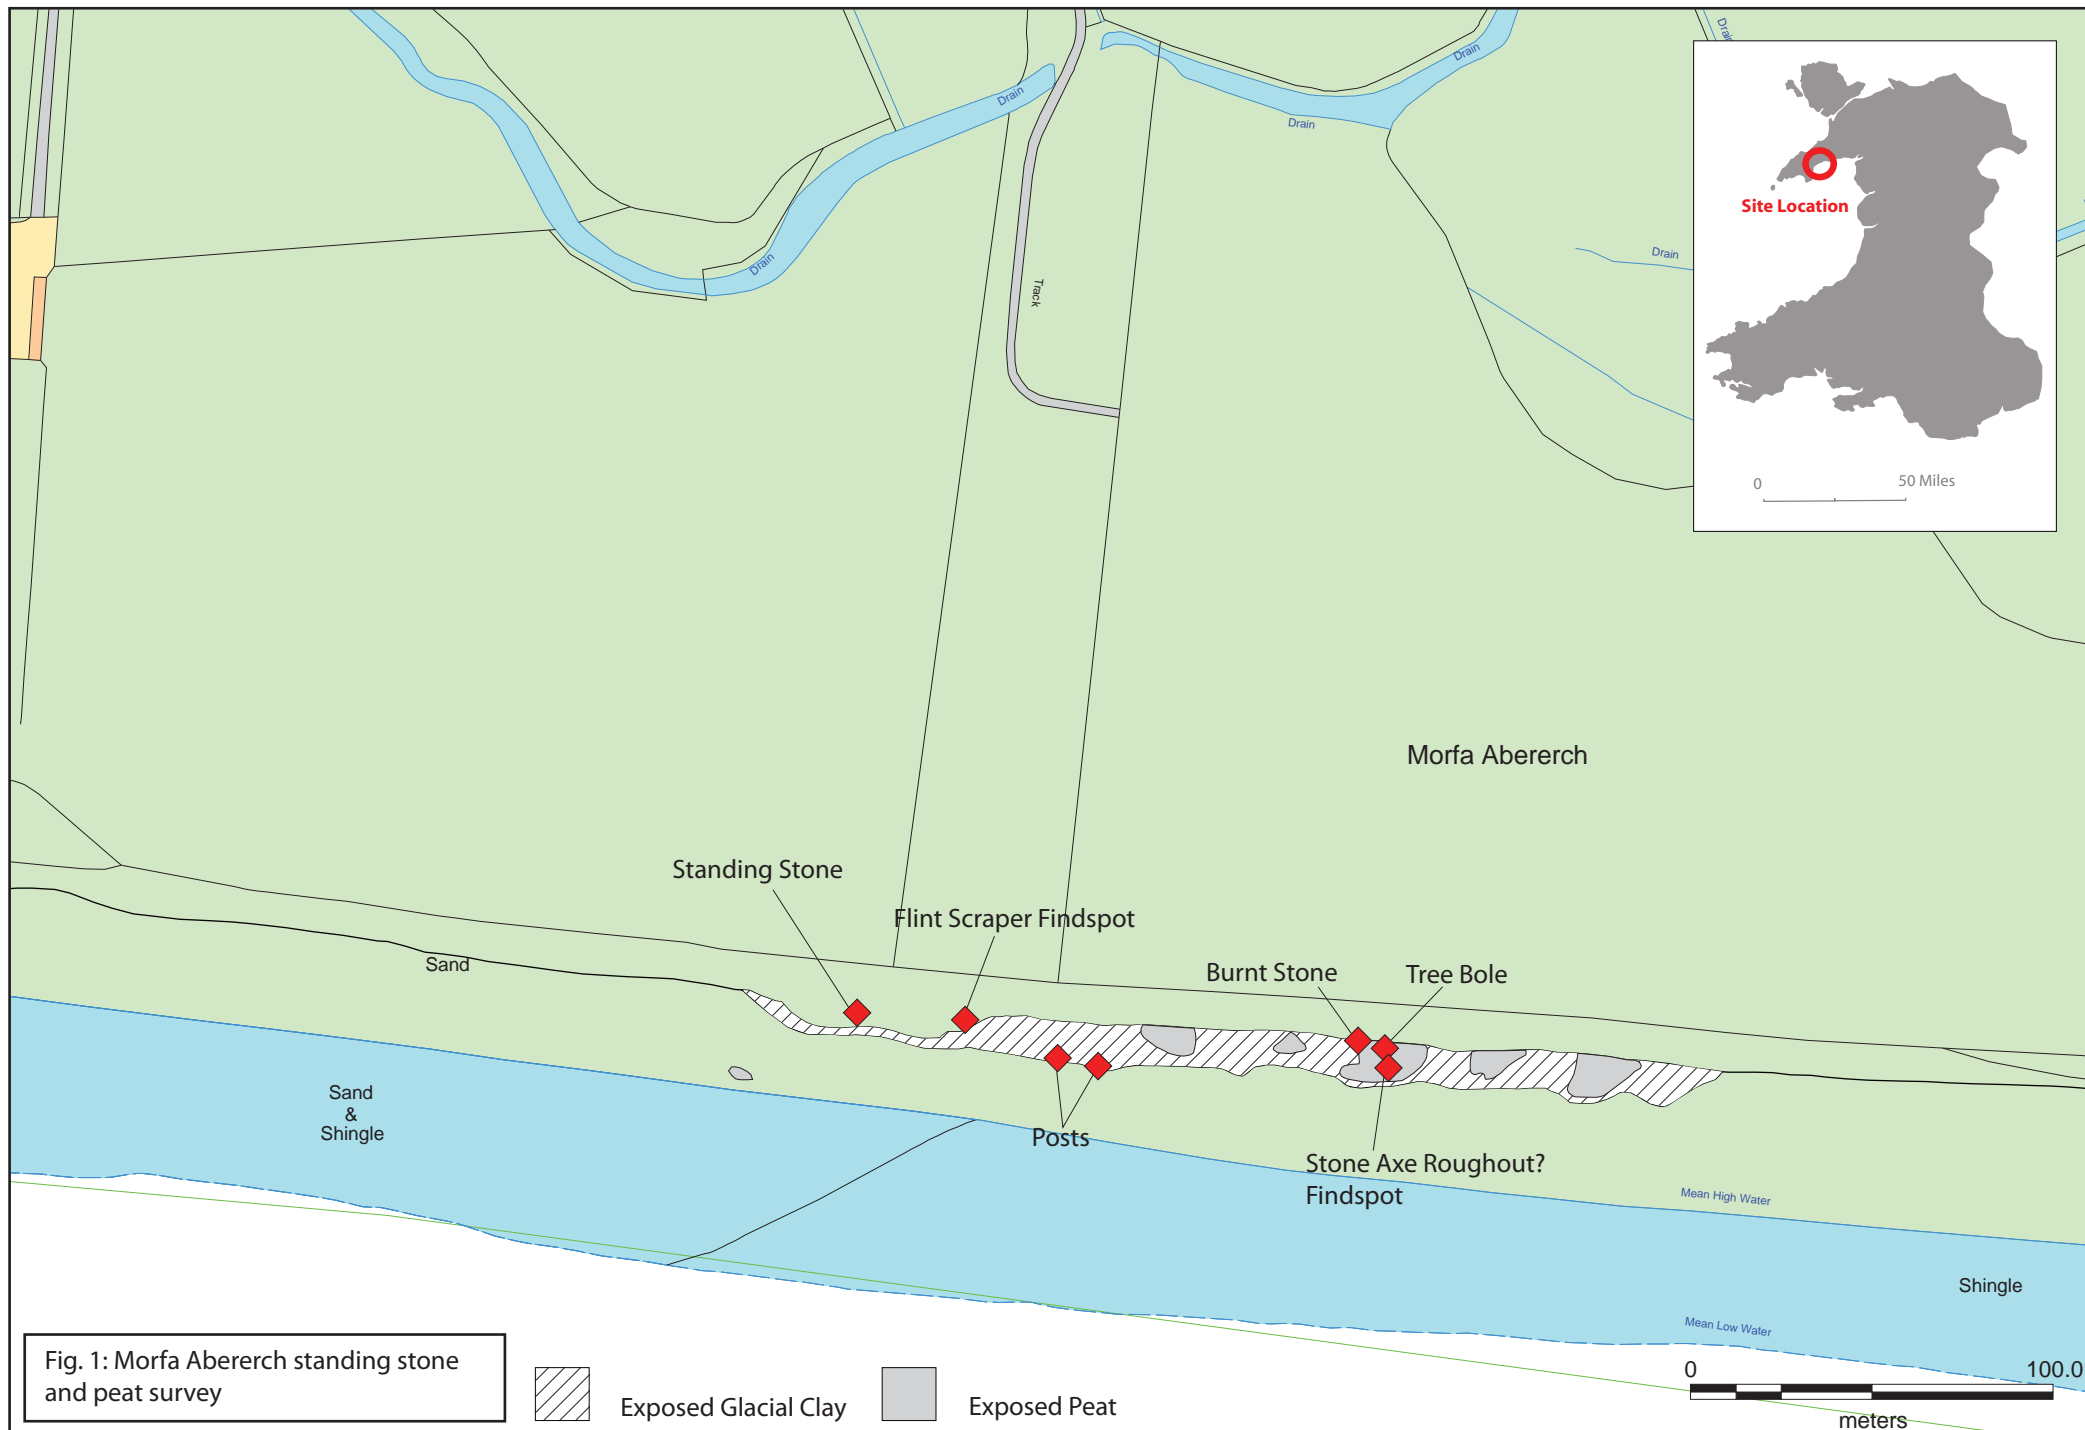 Drain
Drain
Drain
Drain
Drain
Drain
Track
Site Location
0
50 Miles
Morfa Abererch
Standing Stone
Flint Scraper Findspot
Burnt Stone
Tree Bole
Sand
Sand
&
Shingle
Posts
Stone Axe Roughout?
Findspot
Mean High Water
Shingle
Mean Low Water
Fig. 1: Morfa Abererch standing stone
and peat survey
Exposed Glacial Clay
Exposed Peat
0
100.0
meters